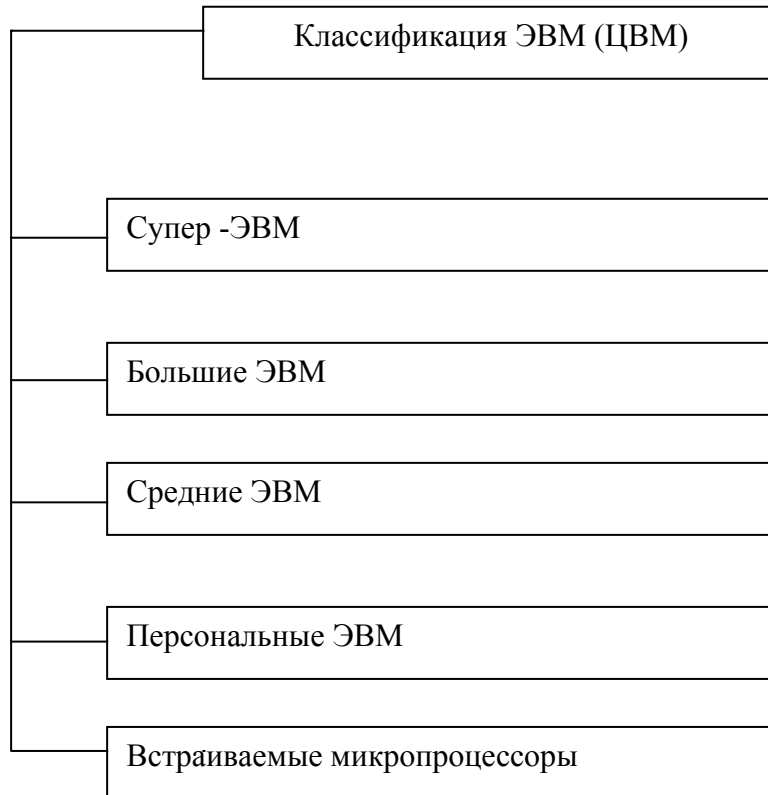 Классификация ЭВМ (ЦВМ)
Супер -ЭВМ
Большие ЭВМ
Средние ЭВМ
Персональные ЭВМ
Встраиваемые микропроцессоры